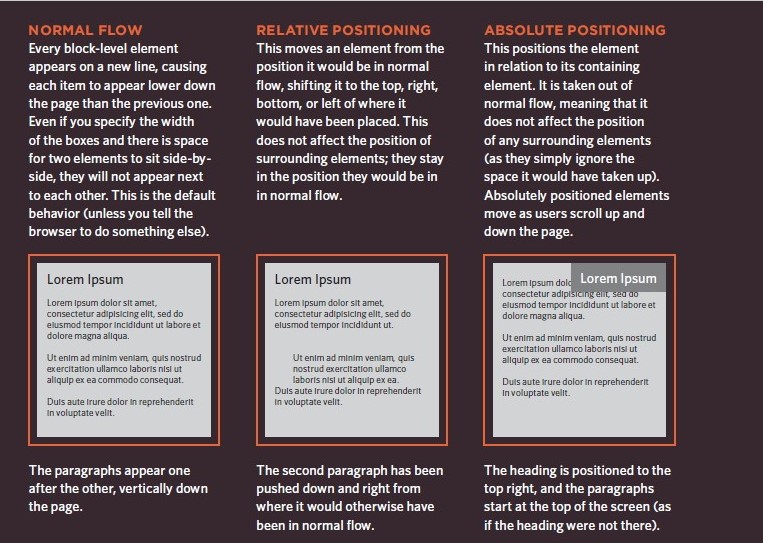 NORMAL FLOW
Every block-level element
appears on a new line, causing
each item to appear lower down
the page than the previous one.
Even if you specify the width
of the boxes and there is space
for two elements to sit side-by-
side, they will not appear next
to each other. This is the default
behavior (unless you tell the
browser to do something else).
Lorem Ipsum
Lorem ipsum dolor sit amet,
consectetur adipisicing elit, sed do
eiusmod tempor incididunt ut labore et
dolore magna aliqua.
Ut enim ad minim veniam, quis nostrud
exercitation ullamco laboris nisi ut
aliquip ex ea commodo consequat.
Duis aute irure dolor in reprehenderit
in voluptate velit.
The paragraphs appear one
after the other, vertically down
the page.
RELATIVE POSITIONING
This moves an element from the
position it would be in normal
flow, shifting it to the top, right,
bottom, or left of where it
would have been placed. This
does not affect the position of
surrounding elements; they stay
in the position they would be in
in normal flow.
Lorem Ipsum
Lorem ipsum dolor sit amet,
consectetur adipisicing elit, sed do
eiusmod tempor incididunt ut.
Ut enim ad minim veniam, quis
nostrud exercitation ullamco
laboris nisi ut aliquip ex ea.
Duis aute irure dolor in reprehenderit
in voluptate velit.
The second paragraph has been
pushed down and right from
where it would otherwise have
been in normal flow.
ABSOLUTE POSITIONING
This positions the element
in relation to its containing
element. It is taken out of
normal flow, meaning that it
does not affect the position
of any surrounding elements
(as they simply ignore the
space it would have taken up).
Absolutely positioned elements
move as users scroll up and
down the page.
Lorem Ipsum
Lorem ipsum dolo
consectetur adipisicing elit, sed do
eiusmod tempor incididunt ut labore et
dolore magna aliqua.
Ut enim ad minim veniam, quis nostrud
exercitation ullamco laboris nisi ut
aliquip ex ea commodo consequat.
Duis aute irure dolor in reprehenderit
in voluptate velit.
The heading is positioned to the
top right, and the paragraphs
start at the top of the screen (as
if the heading were not there).